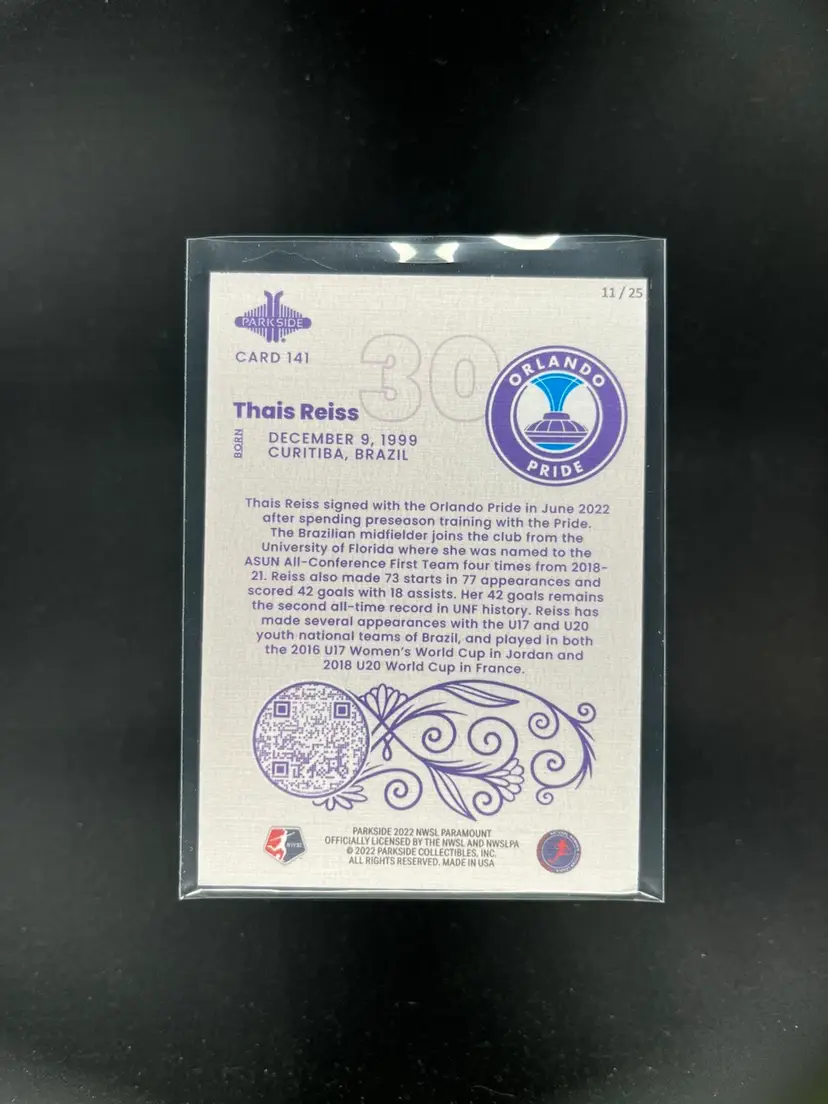 11 / 25
PARKSIDE
CARD 141
30
ORLANDO
PRIDE
Thais Reiss
BORN
DECEMBER 9, 1999
CURITIBA, BRAZIL
Thais Reiss signed with the Orlando Pride in June 2022
after spending preseason training with the Pride.
The Brazilian midfielder joins the club from the
University of Florida where she was named to the
ASUN All-Conference First Team four times from 2018-
21. Reiss also made 73 starts in 77 appearances and
scored 42 goals with 18 assists. Her 42 goals remains
the second all-time record in UNF history. Reiss has
made several appearances with the U17 and U20
youth national teams of Brazil, and played in both
the 2016 U17 Women's World Cup in Jordan and
2018 U20 World Cup in France.
NWSL
PARKSIDE 2022 NWSL PARAMOUNT
OFFICIALLY LICENSED BY THE NWSL AND NWSLPA
© 2022 PARKSIDE COLLECTIBLES, INC.
ALL RIGHTS RESERVED. MADE IN USA